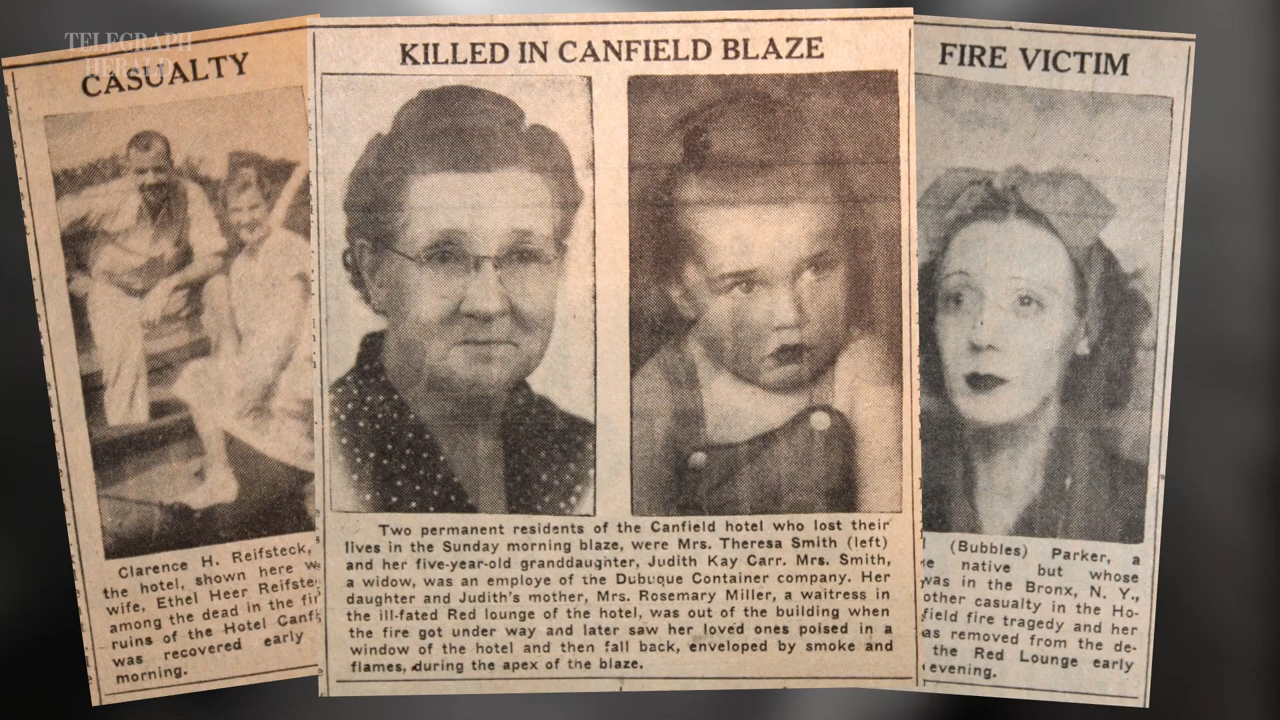 TELEGRAPH
HERALD
CASUALTY
Clarence H. Reifsteck,
the hotel, shown here
wife, Ethel Heer
among the dead in the
ruins of the Hotel
was recovered early
morning.
KILLED IN CANFIELD BLAZE
Two permanent residents of the Canfield hotel who lost their
lives in the Sunday morning blaze, were Mrs. Theresa Smith (left)
and her five-year-old granddaughter, Judith Kay Carr. Mrs. Smith,
a widow, was an employe of the Dubuque Container company. Her
daughter and Judith's mother, Mrs. Rosemary Miller, a waitress in
the ill-fated Red lounge of the hotel, was out of the building when
the fire got under way and later saw her loved ones poised in a
window of the hotel and then fall back, enveloped by smoke and
flames, during the apex of the blaze.
FIRE VICTIM
(Bubbles) Parker, a
native but whose
was in the Bronx, N. Y.,
other casualty in the Ho-
field fire tragedy and her
as removed from the de-
the Red Lounge early
evening.